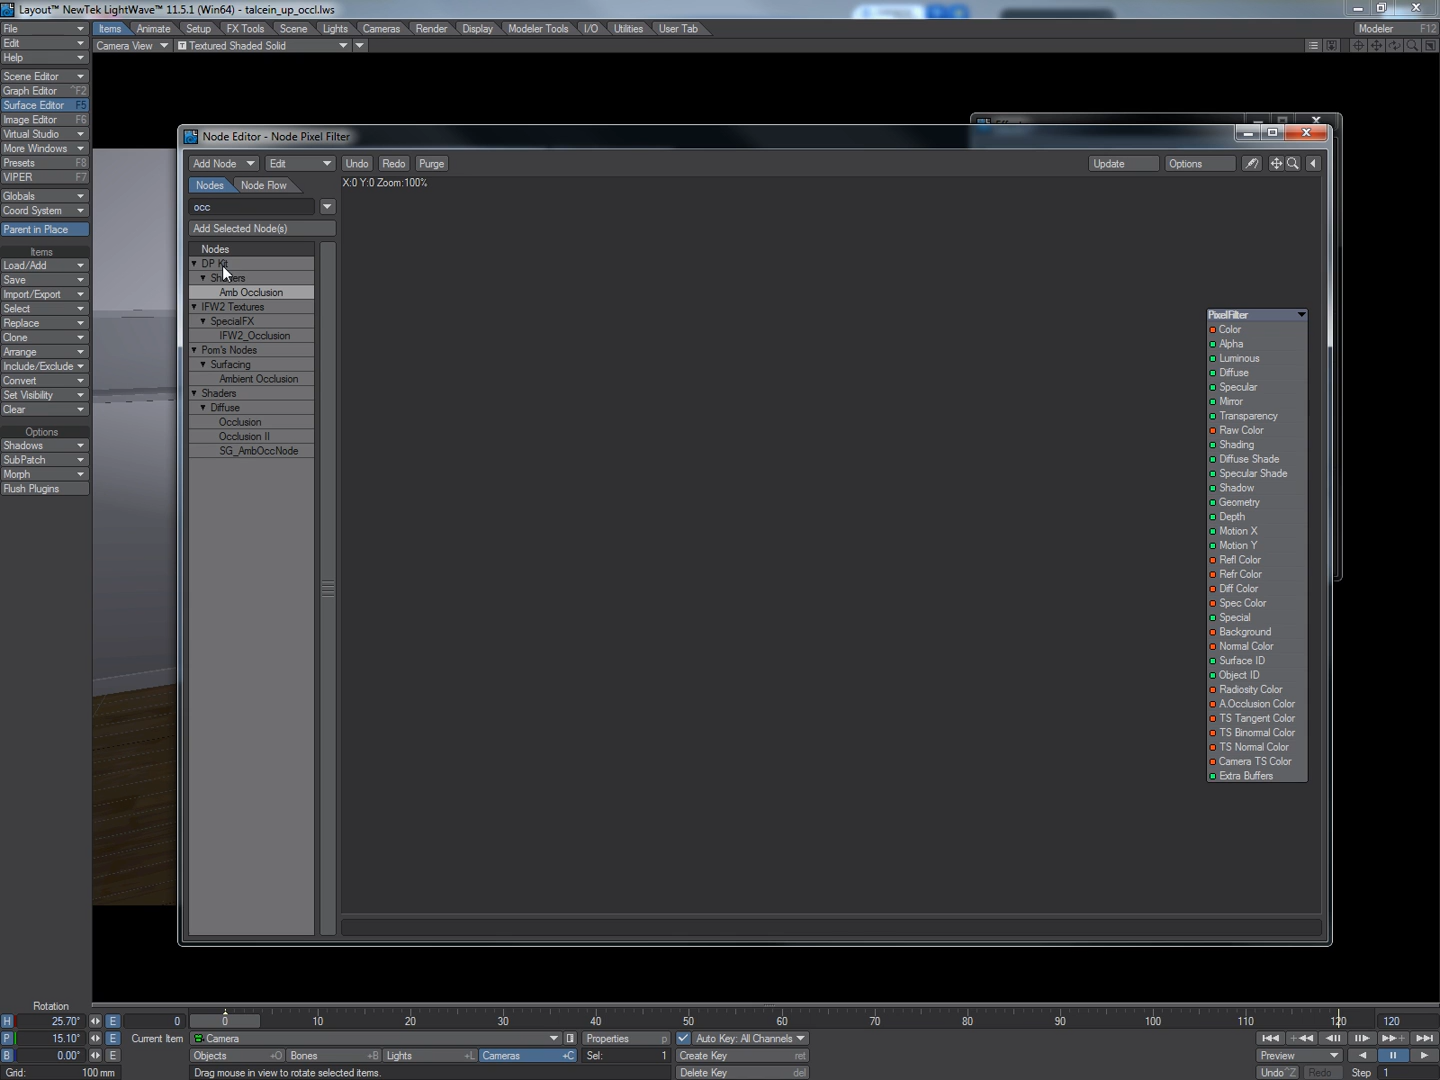 Layout™ NewTek LightWave™ 11.5.1 (Win64) - talcein_up_occl.lws
File
Items Animate Setup FX Tools Scene Lights Cameras Render Display Modeler Tools I/O Utilities User Tab
Modeler F12
Edit
Camera View
Textured Shaded Solid
Help
Scene Editor
Graph Editor ^F2
Surface Editor F5
Image Editor F6
Virtual Studio
More Windows
Presets F8
VIPER F7
Globals
Coord System
Parent in Place
Items
Load/Add
Save
Import/Export
Select
Replace
Clone
Arrange
Include/Exclude
Convert
Set Visibility
Clear
Options
Shadows
SubPatch
Morph
Flush Plugins
Node Editor - Node Pixel Filter
Add Node Edit Undo Redo Purge
Update Options
Nodes Node Flow
X:0 Y:0 Zoom:100%
occ
Add Selected Node(s)
Nodes
DP Kit
Shaders
Amb Occlusion
IFW2 Textures
SpecialFX
IFW2_Occlusion
Pom's Nodes
Surfacing
Ambient Occlusion
Shaders
Diffuse
Occlusion
Occlusion II
SG_AmbOccNode
PixelFilter
Color
Alpha
Luminous
Diffuse
Specular
Mirror
Transparency
Raw Color
Shading
Diffuse Shade
Specular Shade
Shadow
Geometry
Depth
Motion X
Motion Y
Refl Color
Refr Color
Diff Color
Spec Color
Special
Background
Normal Color
Surface ID
Object ID
Radiosity Color
A.Occlusion Color
TS Tangent Color
TS Binormal Color
TS Normal Color
Camera TS Color
Extra Buffers
Rotation
H 25.70° E 0
0 10 20 30 40 50 60 70 80 90 100 110 120 120
P 15.10° E Current Item Camera Properties p Auto Key: All Channels
B 0.00° E Objects +O Bones +B Lights +L Cameras +C Sel: 1 Create Key ret Preview
Grid: 100 mm Drag mouse in view to rotate selected items. Delete Key del Undo ^Z Redo Step 1